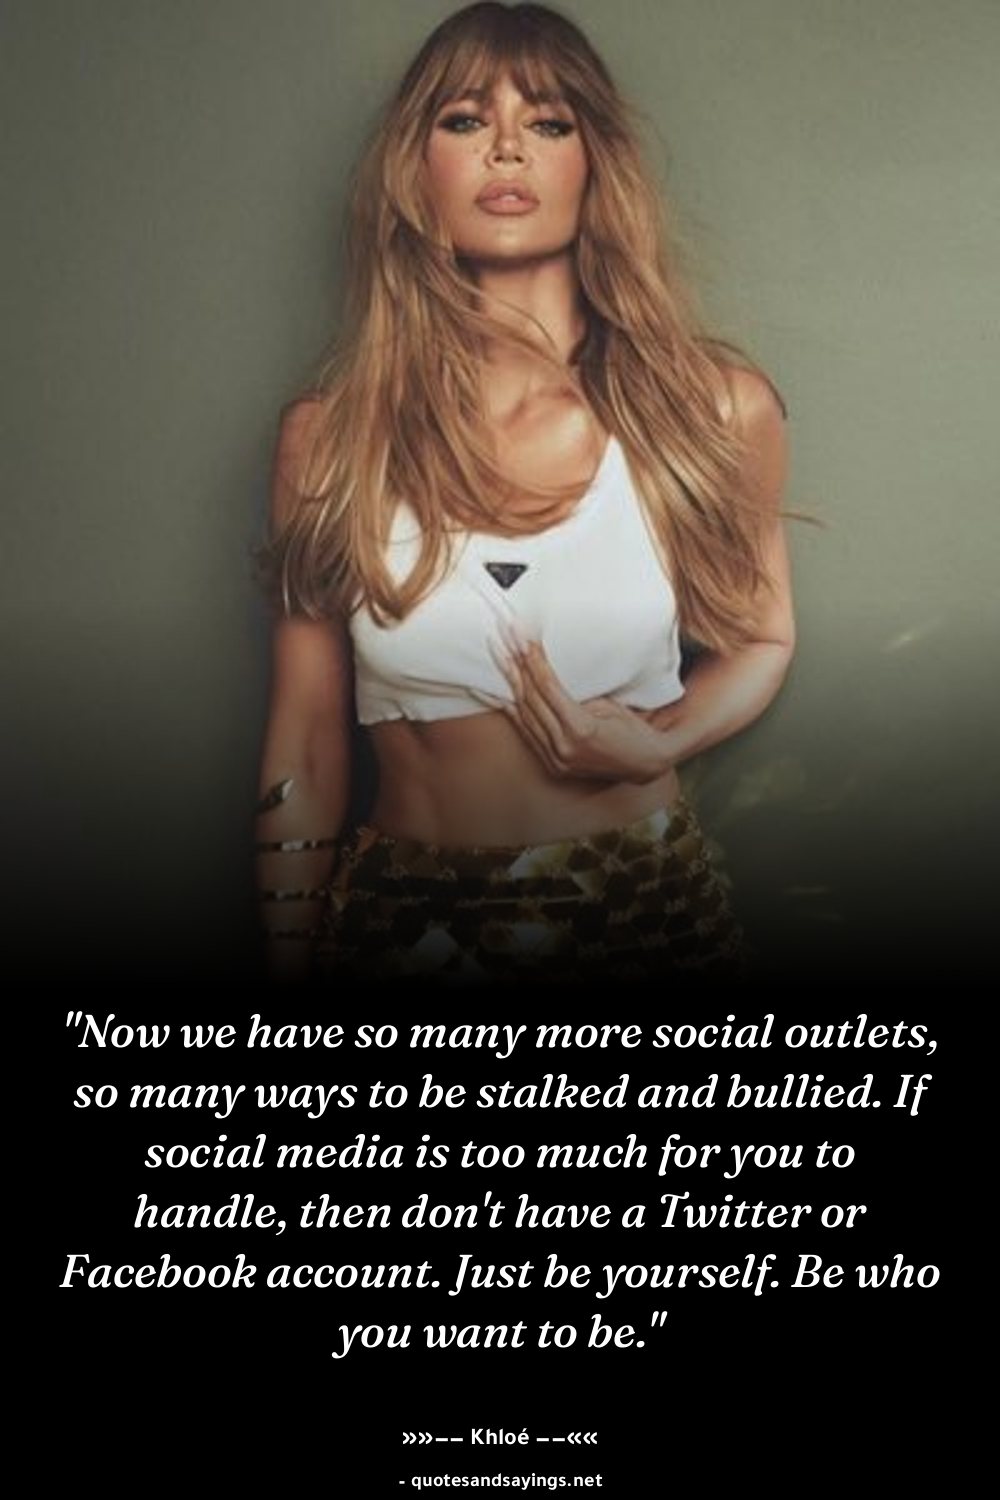 "Now we have so many more social outlets,
so many ways to be stalked and bullied. If
social media is too much for you to
handle, then don't have a Twitter or
Facebook account. Just be yourself. Be who
you want to be."
»»—— Khloé ——««
- quotesandsayings.net